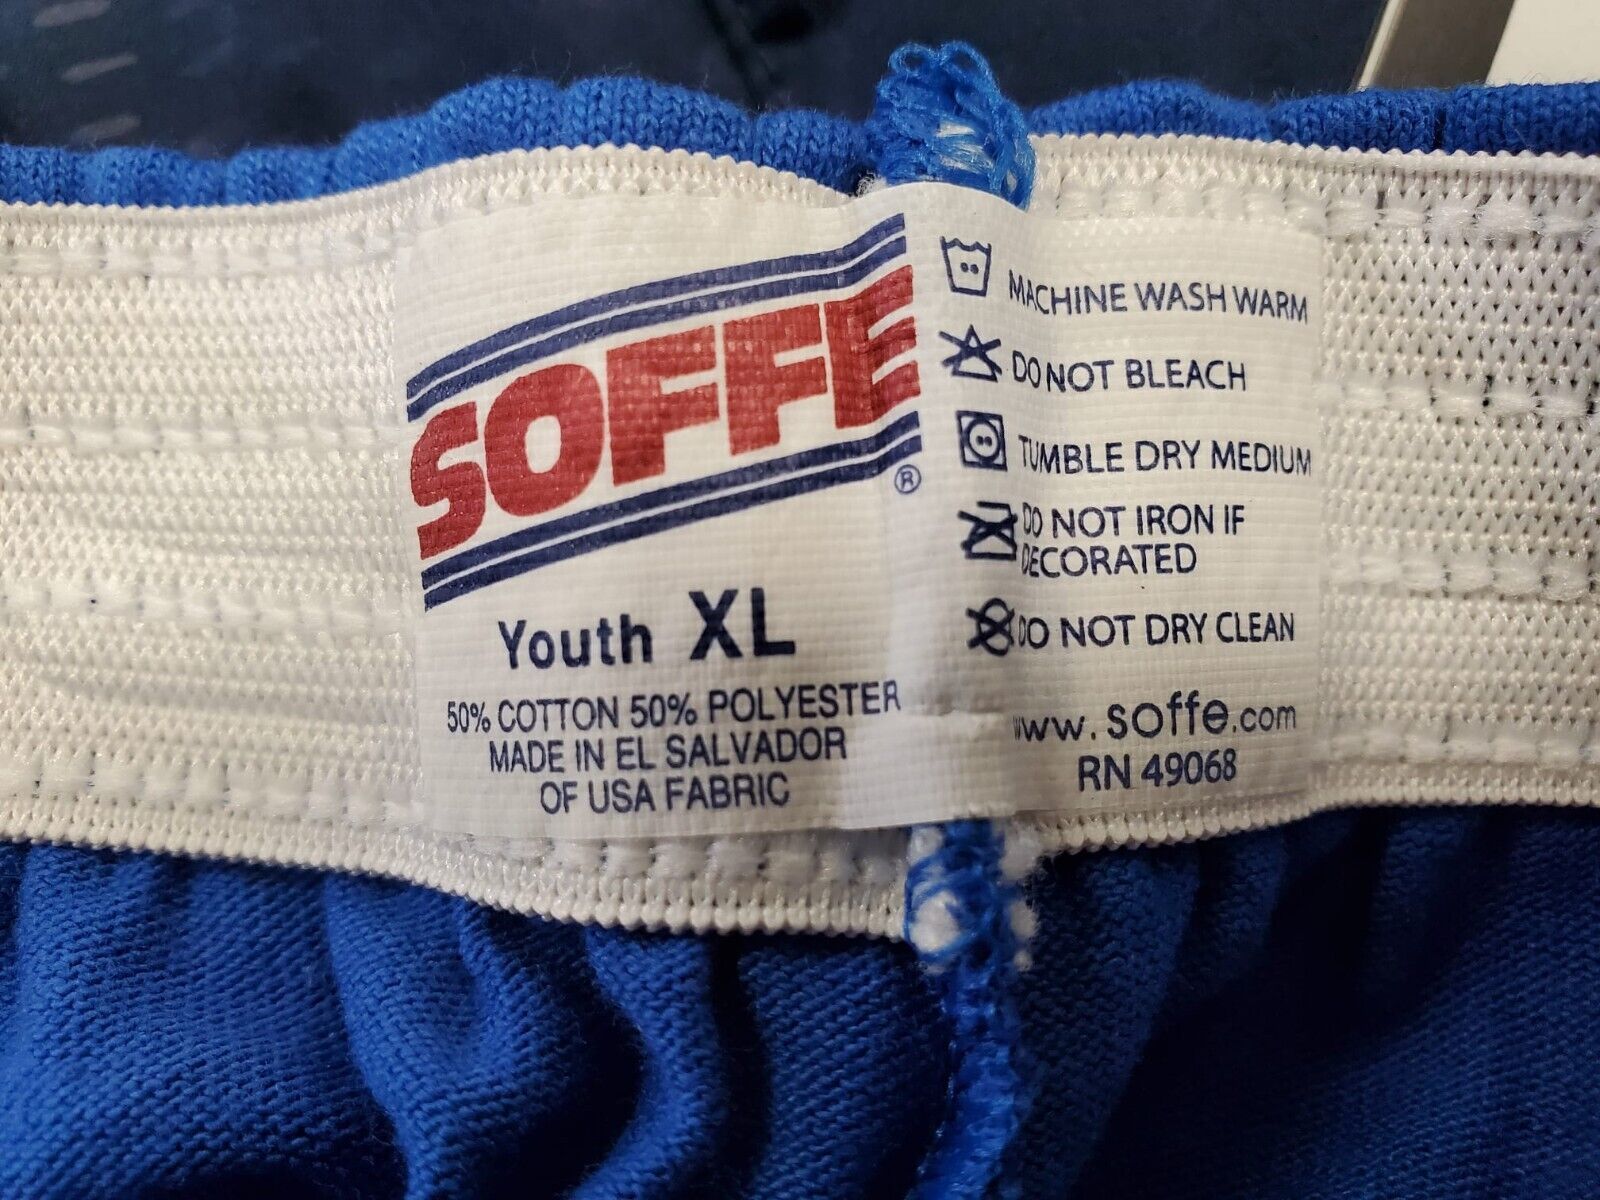 SOFFE
®
Youth XL
50% COTTON 50% POLYESTER
MADE IN EL SALVADOR
OF USA FABRIC
MACHINE WASH WARM
DO NOT BLEACH
TUMBLE DRY MEDIUM
DO NOT IRON IF
DECORATED
DO NOT DRY CLEAN
www.soffe.com
RN 49068